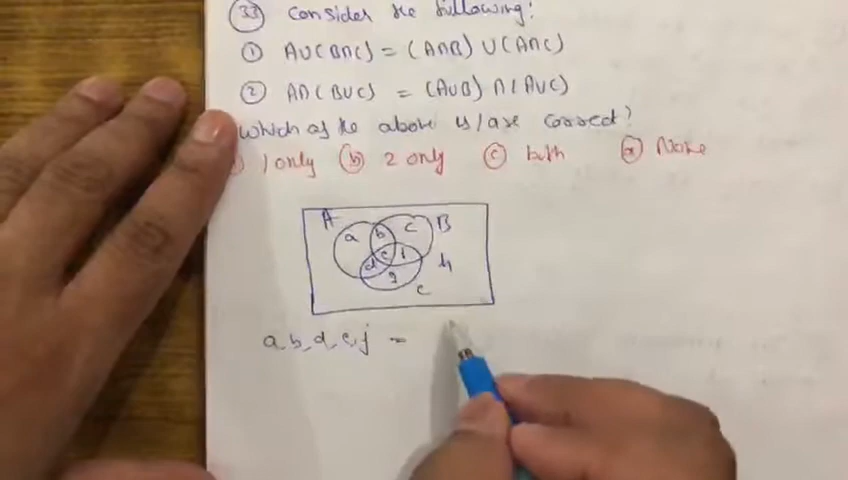 33 Consider the following:
① A∪(B∩C) = (A∩B) ∪ (A∩C)
② A∩(B∪C) = (A∪B) ∩ (A∪C)
which of the above is/are correct?
1 only (b) 2 only (c) both (d) None
A
a b c B
d e f h
g
C
a, b, d, e, f =